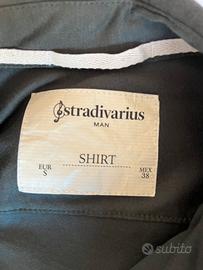 stradivarius
MAN
SHIRT
EUR
S
MEX
38
subito